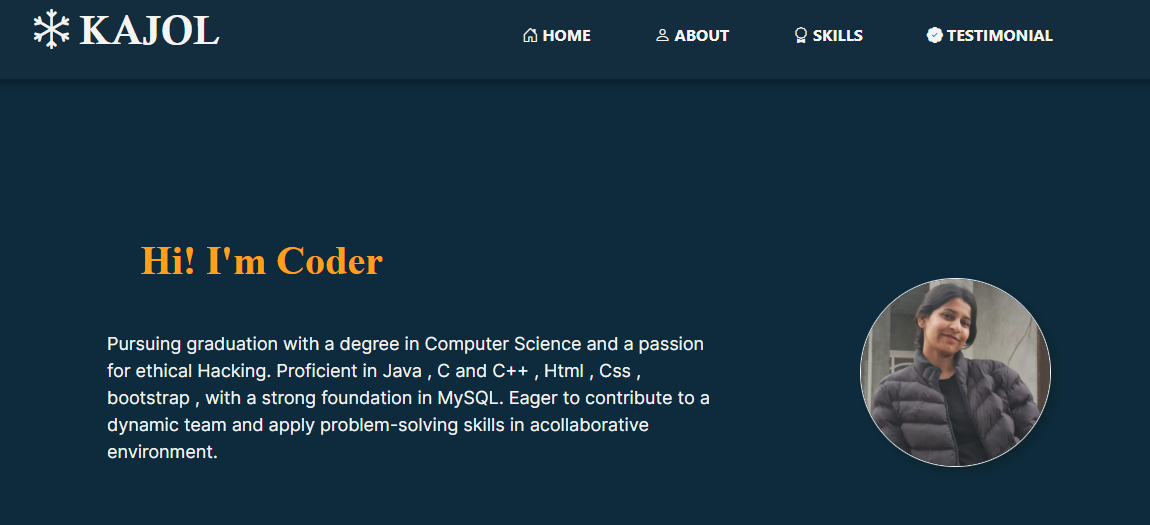 KAJOL
HOME ABOUT SKILLS TESTIMONIAL
Hi! I'm Coder
Pursuing graduation with a degree in Computer Science and a passion
for ethical Hacking. Proficient in Java , C and C++ , Html , Css ,
bootstrap , with a strong foundation in MySQL. Eager to contribute to a
dynamic team and apply problem-solving skills in acollaborative
environment.